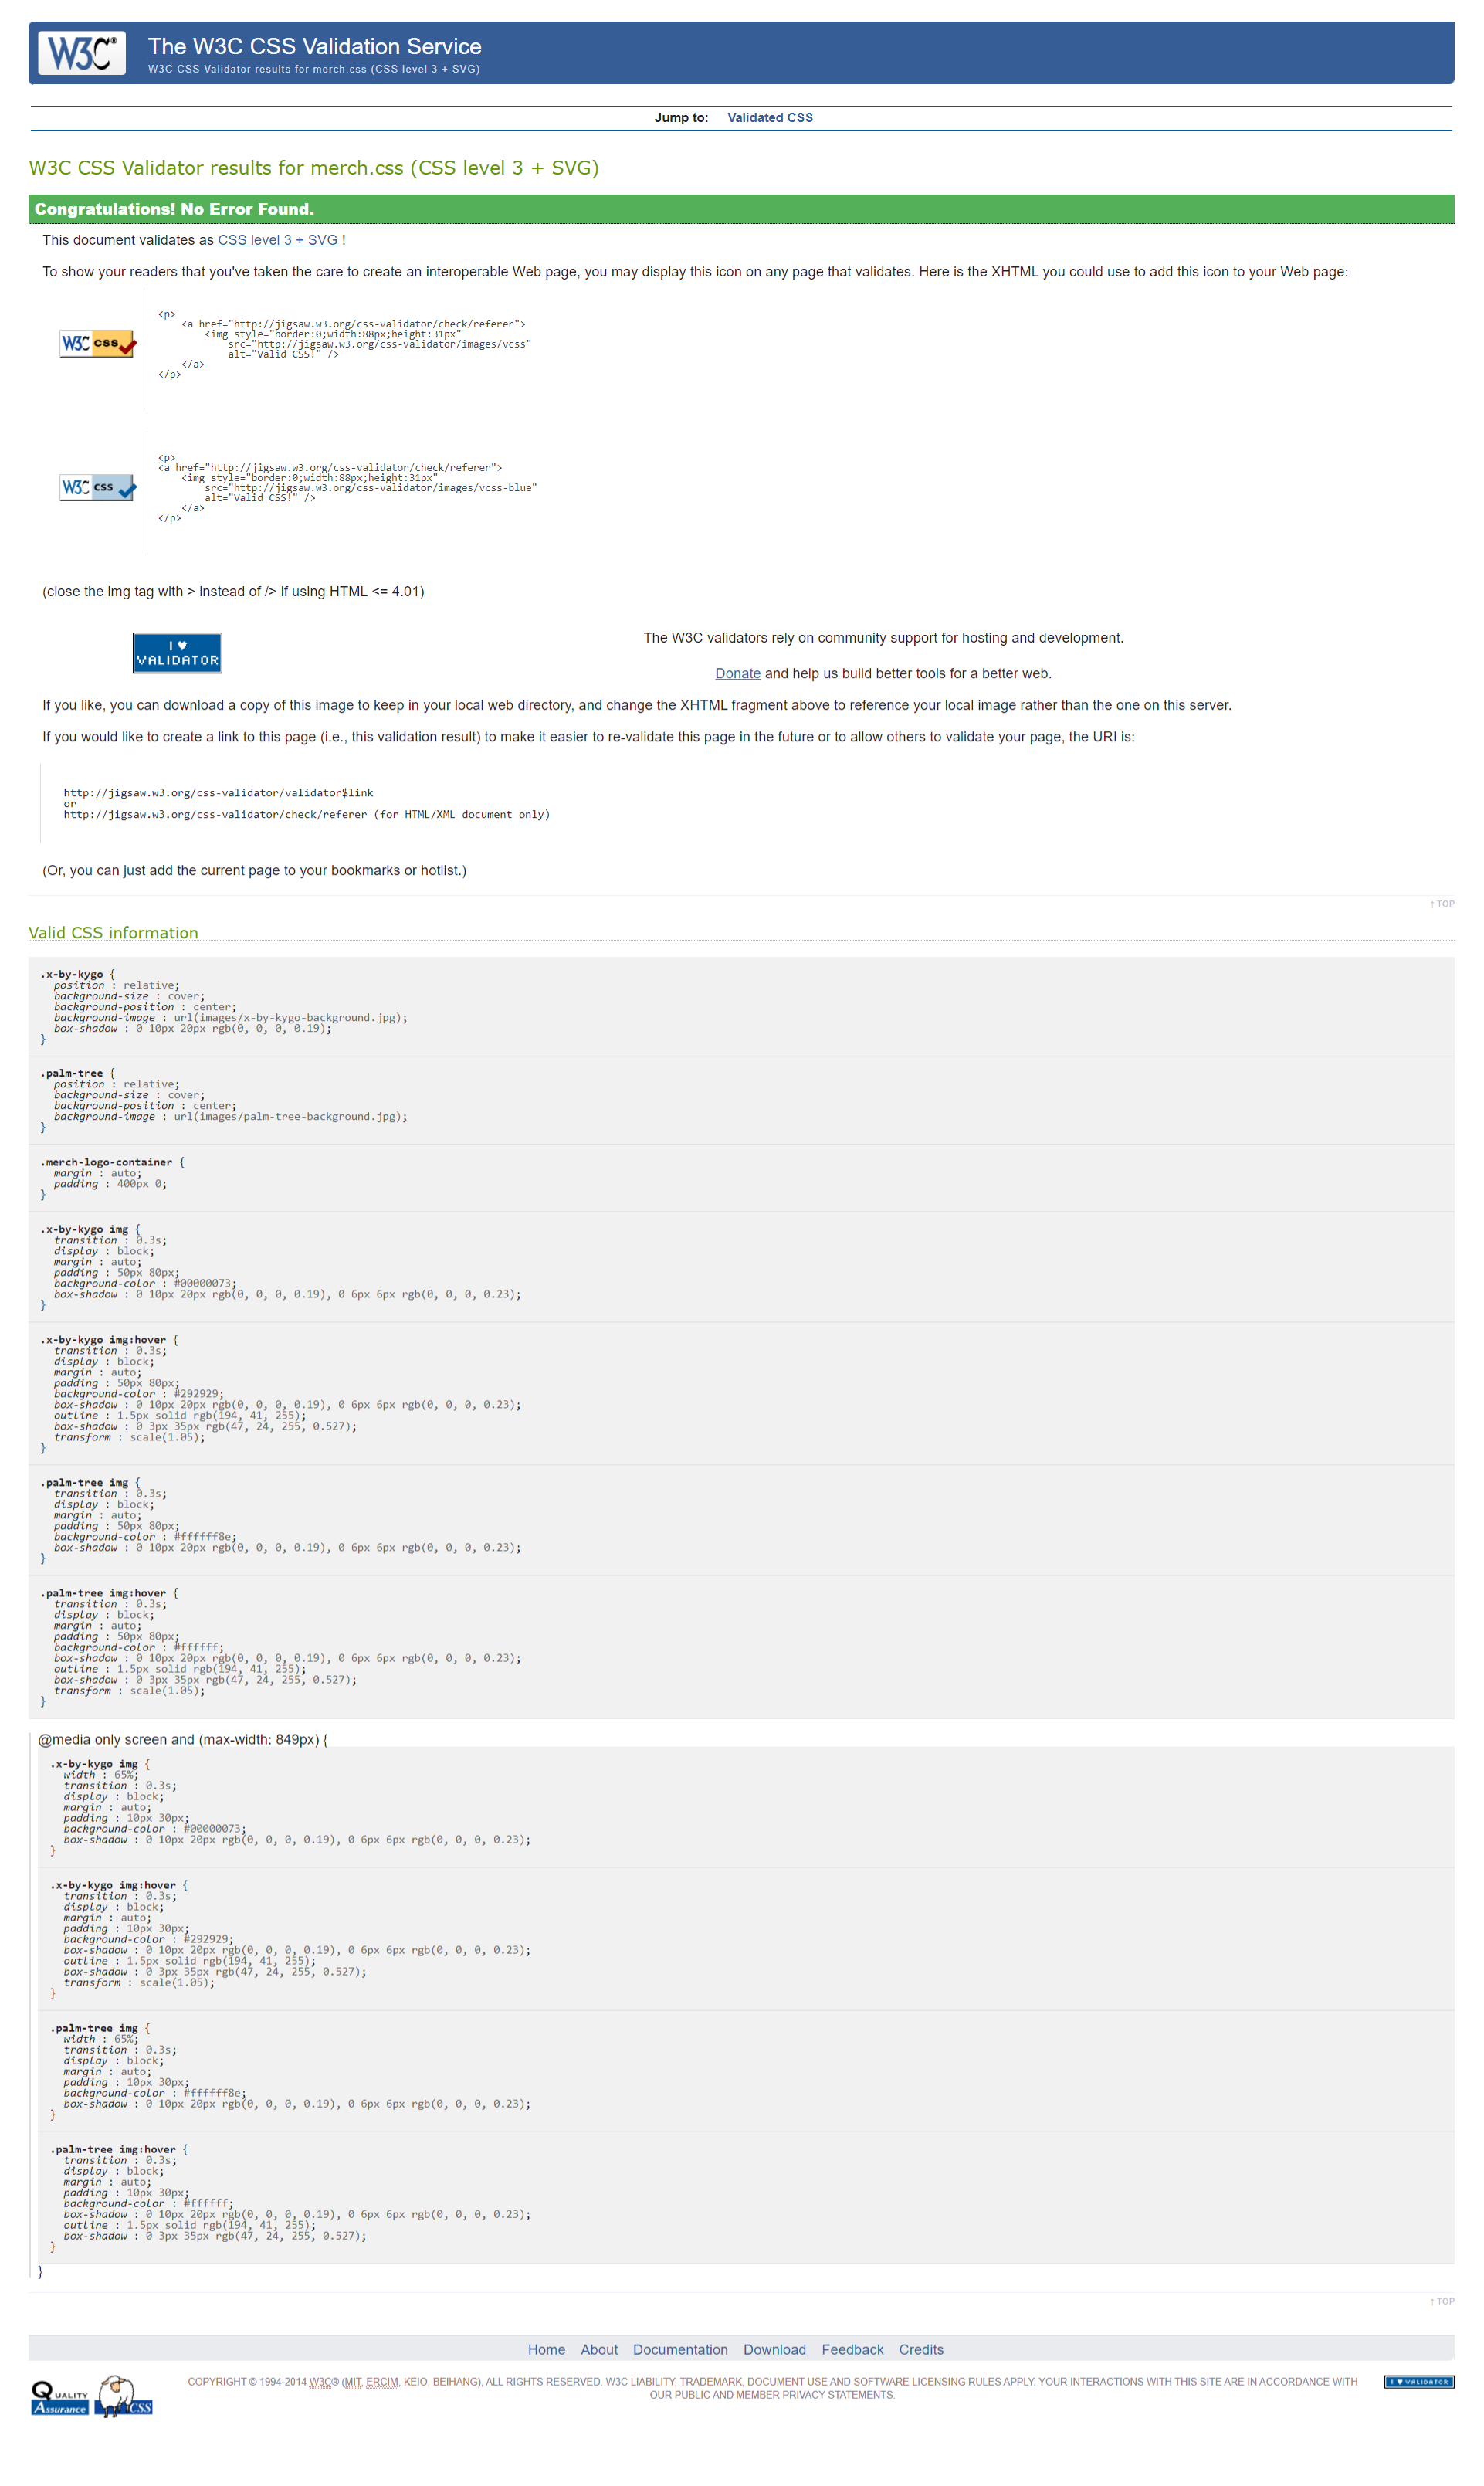 W3C®
The W3C CSS Validation Service
W3C CSS Validator results for merch.css (CSS level 3 + SVG)
Jump to: Validated CSS
W3C CSS Validator results for merch.css (CSS level 3 + SVG)
Congratulations! No Error Found.
This document validates as CSS level 3 + SVG !
To show your readers that you've taken the care to create an interoperable Web page, you may display this icon on any page that validates. Here is the XHTML you could use to add this icon to your Web page:
W3C css
<p>
    <a href="http://jigsaw.w3.org/css-validator/check/referer">
        <img style="border:0;width:88px;height:31px"
            src="http://jigsaw.w3.org/css-validator/images/vcss"
            alt="Valid CSS!" />
    </a>
</p>
W3C css
<p>
<a href="http://jigsaw.w3.org/css-validator/check/referer">
    <img style="border:0;width:88px;height:31px"
        src="http://jigsaw.w3.org/css-validator/images/vcss-blue"
        alt="Valid CSS!" />
    </a>
</p>
(close the img tag with > instead of /> if using HTML <= 4.01)
I ♥
VALIDATOR
The W3C validators rely on community support for hosting and development.
Donate and help us build better tools for a better web.
If you like, you can download a copy of this image to keep in your local web directory, and change the XHTML fragment above to reference your local image rather than the one on this server.
If you would like to create a link to this page (i.e., this validation result) to make it easier to re-validate this page in the future or to allow others to validate your page, the URI is:
http://jigsaw.w3.org/css-validator/validator$link
or
http://jigsaw.w3.org/css-validator/check/referer (for HTML/XML document only)
(Or, you can just add the current page to your bookmarks or hotlist.)
↑ TOP
Valid CSS information
.x-by-kygo {
  position : relative;
  background-size : cover;
  background-position : center;
  background-image : url(images/x-by-kygo-background.jpg);
  box-shadow : 0 10px 20px rgb(0, 0, 0, 0.19);
}
.palm-tree {
  position : relative;
  background-size : cover;
  background-position : center;
  background-image : url(images/palm-tree-background.jpg);
}
.merch-logo-container {
  margin : auto;
  padding : 400px 0;
}
.x-by-kygo img {
  transition : 0.3s;
  display : block;
  margin : auto;
  padding : 50px 80px;
  background-color : #00000073;
  box-shadow : 0 10px 20px rgb(0, 0, 0, 0.19), 0 6px 6px rgb(0, 0, 0, 0.23);
}
.x-by-kygo img:hover {
  transition : 0.3s;
  display : block;
  margin : auto;
  padding : 50px 80px;
  background-color : #292929;
  box-shadow : 0 10px 20px rgb(0, 0, 0, 0.19), 0 6px 6px rgb(0, 0, 0, 0.23);
  outline : 1.5px solid rgb(194, 41, 255);
  box-shadow : 0 3px 35px rgb(47, 24, 255, 0.527);
  transform : scale(1.05);
}
.palm-tree img {
  transition : 0.3s;
  display : block;
  margin : auto;
  padding : 50px 80px;
  background-color : #ffffff8e;
  box-shadow : 0 10px 20px rgb(0, 0, 0, 0.19), 0 6px 6px rgb(0, 0, 0, 0.23);
}
.palm-tree img:hover {
  transition : 0.3s;
  display : block;
  margin : auto;
  padding : 50px 80px;
  background-color : #ffffff;
  box-shadow : 0 10px 20px rgb(0, 0, 0, 0.19), 0 6px 6px rgb(0, 0, 0, 0.23);
  outline : 1.5px solid rgb(194, 41, 255);
  box-shadow : 0 3px 35px rgb(47, 24, 255, 0.527);
  transform : scale(1.05);
}
@media only screen and (max-width: 849px) {
.x-by-kygo img {
  width : 65%;
  transition : 0.3s;
  display : block;
  margin : auto;
  padding : 10px 30px;
  background-color : #00000073;
  box-shadow : 0 10px 20px rgb(0, 0, 0, 0.19), 0 6px 6px rgb(0, 0, 0, 0.23);
}
.x-by-kygo img:hover {
  transition : 0.3s;
  display : block;
  margin : auto;
  padding : 10px 30px;
  background-color : #292929;
  box-shadow : 0 10px 20px rgb(0, 0, 0, 0.19), 0 6px 6px rgb(0, 0, 0, 0.23);
  outline : 1.5px solid rgb(194, 41, 255);
  box-shadow : 0 3px 35px rgb(47, 24, 255, 0.527);
  transform : scale(1.05);
}
.palm-tree img {
  width : 65%;
  transition : 0.3s;
  display : block;
  margin : auto;
  padding : 10px 30px;
  background-color : #ffffff8e;
  box-shadow : 0 10px 20px rgb(0, 0, 0, 0.19), 0 6px 6px rgb(0, 0, 0, 0.23);
}
.palm-tree img:hover {
  transition : 0.3s;
  display : block;
  margin : auto;
  padding : 10px 30px;
  background-color : #ffffff;
  box-shadow : 0 10px 20px rgb(0, 0, 0, 0.19), 0 6px 6px rgb(0, 0, 0, 0.23);
  outline : 1.5px solid rgb(194, 41, 255);
  box-shadow : 0 3px 35px rgb(47, 24, 255, 0.527);
}
}
↑ TOP
Home About Documentation Download Feedback Credits
QUALITY
ASSURANCE
CSS
COPYRIGHT © 1994-2014 W3C® (MIT, ERCIM, KEIO, BEIHANG), ALL RIGHTS RESERVED. W3C LIABILITY, TRADEMARK, DOCUMENT USE AND SOFTWARE LICENSING RULES APPLY. YOUR INTERACTIONS WITH THIS SITE ARE IN ACCORDANCE WITH
OUR PUBLIC AND MEMBER PRIVACY STATEMENTS.
I ♥ VALIDATOR